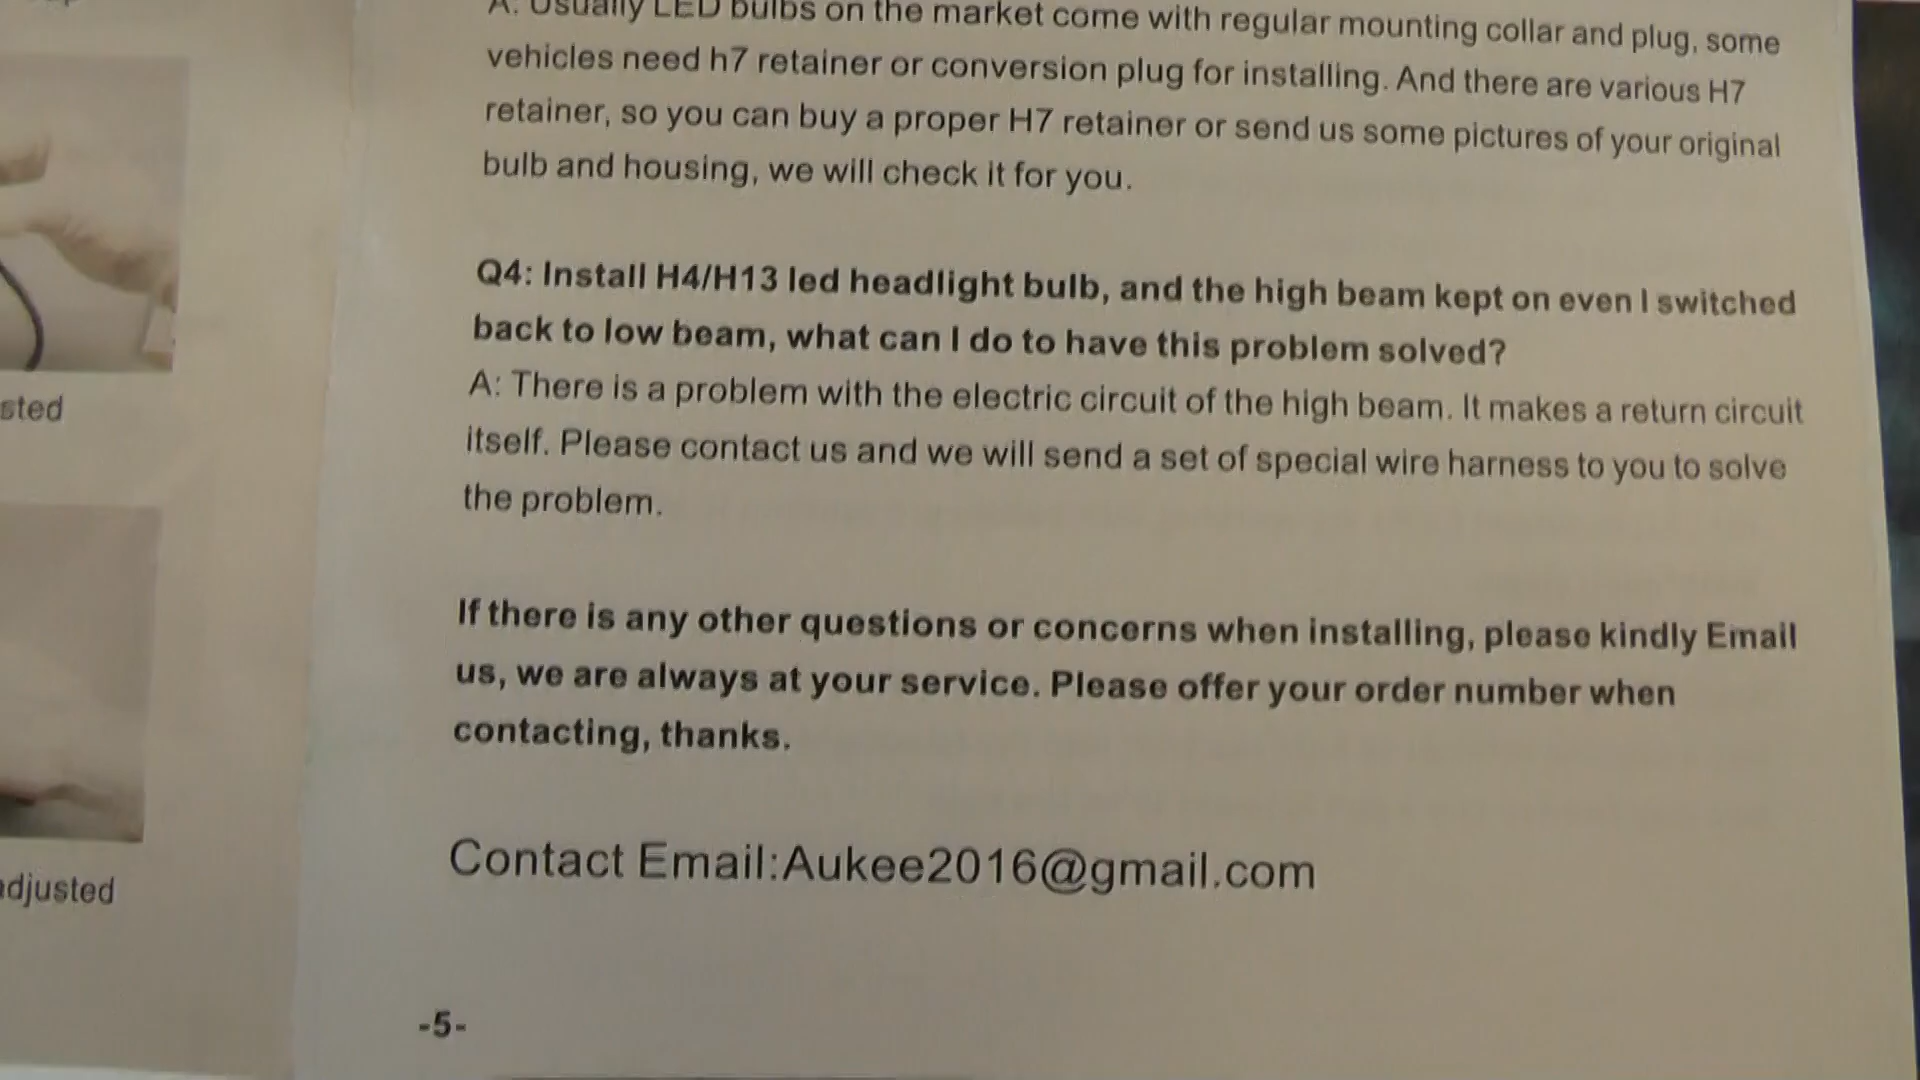 A: Usually LED bulbs on the market come with regular mounting collar and plug, some
vehicles need h7 retainer or conversion plug for installing. And there are various H7
retainer, so you can buy a proper H7 retainer or send us some pictures of your original
bulb and housing, we will check it for you.
Q4: Install H4/H13 led headlight bulb, and the high beam kept on even I switched
back to low beam, what can I do to have this problem solved?
A: There is a problem with the electric circuit of the high beam. It makes a return circuit
itself. Please contact us and we will send a set of special wire harness to you to solve
the problem.
If there is any other questions or concerns when installing, please kindly Email
us, we are always at your service. Please offer your order number when
contacting, thanks.
Contact Email:Aukee2016@gmail.com
-5-
sted
adjusted